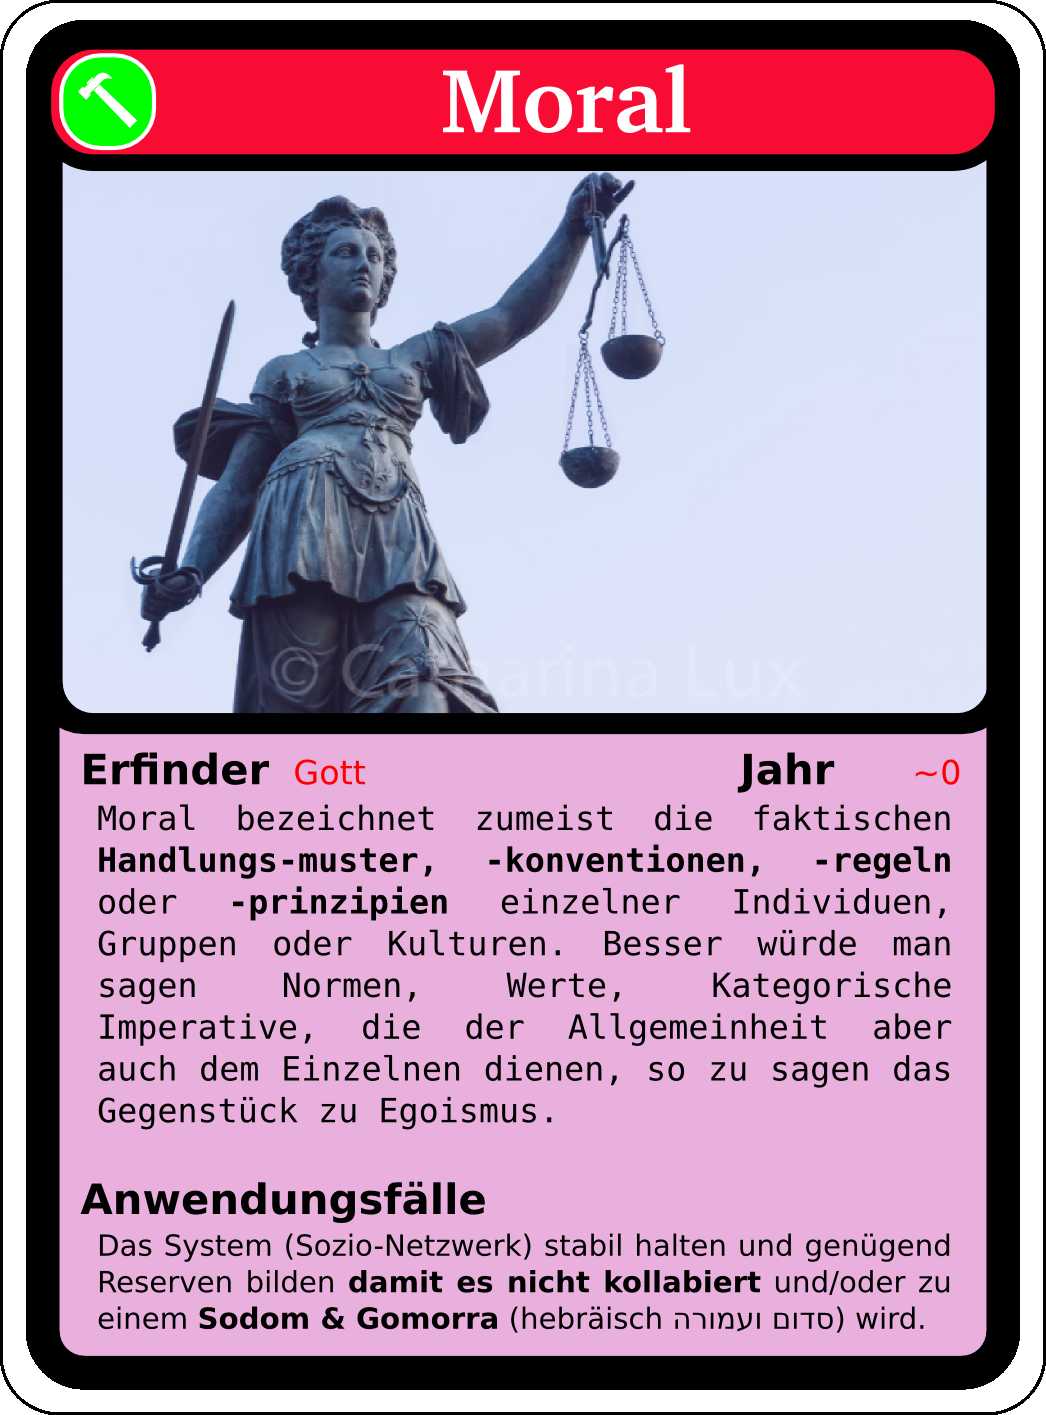 Moral
© Catharina Lux
Erfinder Gott Jahr ~0
Moral bezeichnet zumeist die faktischen
Handlungs-muster, -konventionen, -regeln
oder -prinzipien einzelner Individuen,
Gruppen oder Kulturen. Besser würde man
sagen Normen, Werte, Kategorische
Imperative, die der Allgemeinheit aber
auch dem Einzelnen dienen, so zu sagen das
Gegenstück zu Egoismus.
Anwendungsfälle
Das System (Sozio-Netzwerk) stabil halten und genügend
Reserven bilden damit es nicht kollabiert und/oder zu
einem Sodom & Gomorra (hebräisch סדום ועמורה) wird.